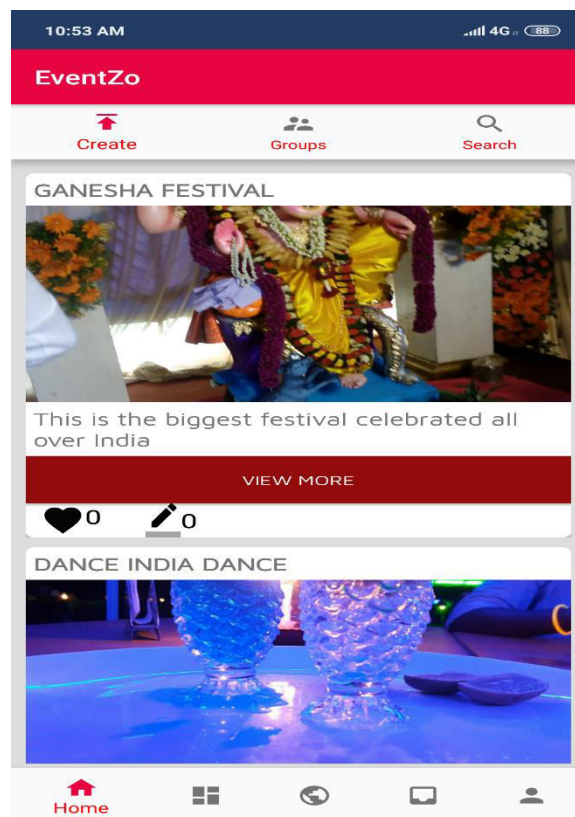 10:53 AM 4G 88
EventZo
Create Groups Search
GANESHA FESTIVAL
This is the biggest festival celebrated all
over India
VIEW MORE
0 0
DANCE INDIA DANCE
Home